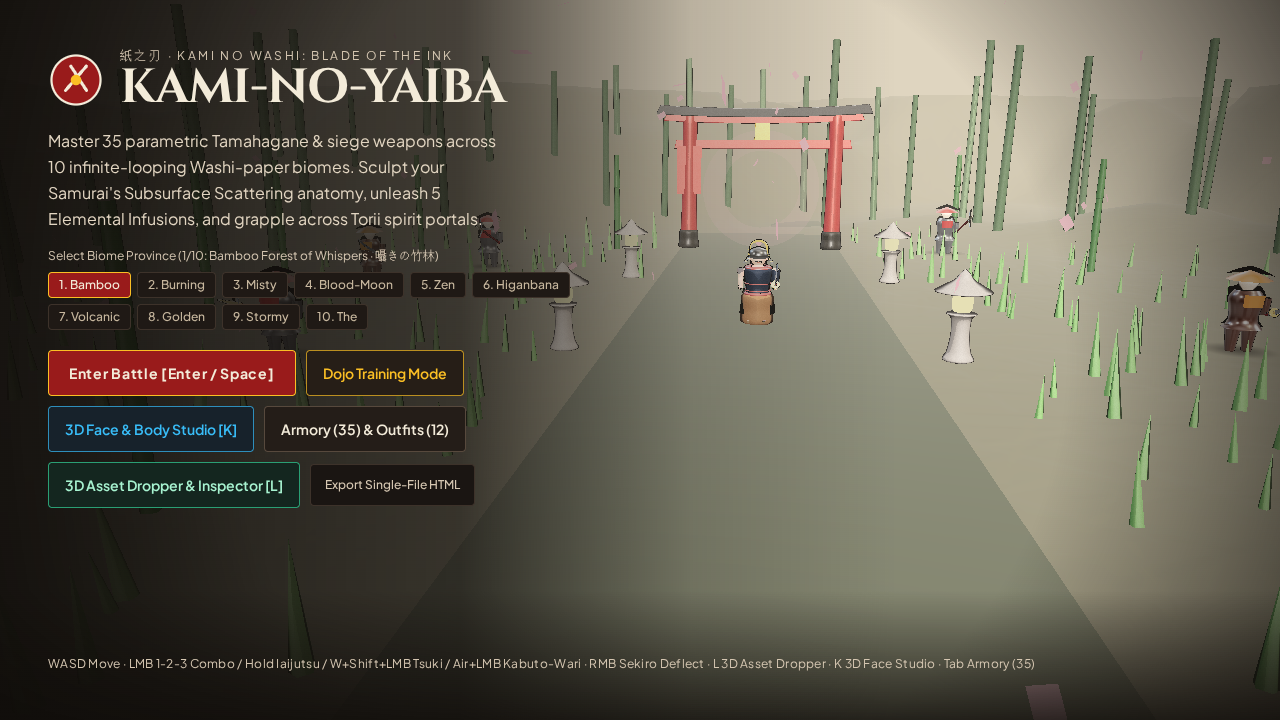 紙之刃 · KAMI NO WASHI: BLADE OF THE INK
KAMI-NO-YAIBA
Master 35 parametric Tamahagane & siege weapons across
10 infinite-looping Washi-paper biomes. Sculpt your
Samurai's Subsurface Scattering anatomy, unleash 5
Elemental Infusions, and grapple across Torii spirit portals.
Select Biome Province (1/10: Bamboo Forest of Whispers · 囁きの竹林)
1. Bamboo 2. Burning 3. Misty 4. Blood-Moon 5. Zen 6. Higanbana
7. Volcanic 8. Golden 9. Stormy 10. The
Enter Battle [Enter / Space] Dojo Training Mode
3D Face & Body Studio [K] Armory (35) & Outfits (12)
3D Asset Dropper & Inspector [L] Export Single-File HTML
WASD Move · LMB 1-2-3 Combo / Hold Iaijutsu / W+Shift+LMB Tsuki / Air+LMB Kabuto-Wari · RMB Sekiro Deflect · L 3D Asset Dropper · K 3D Face Studio · Tab Armory (35)